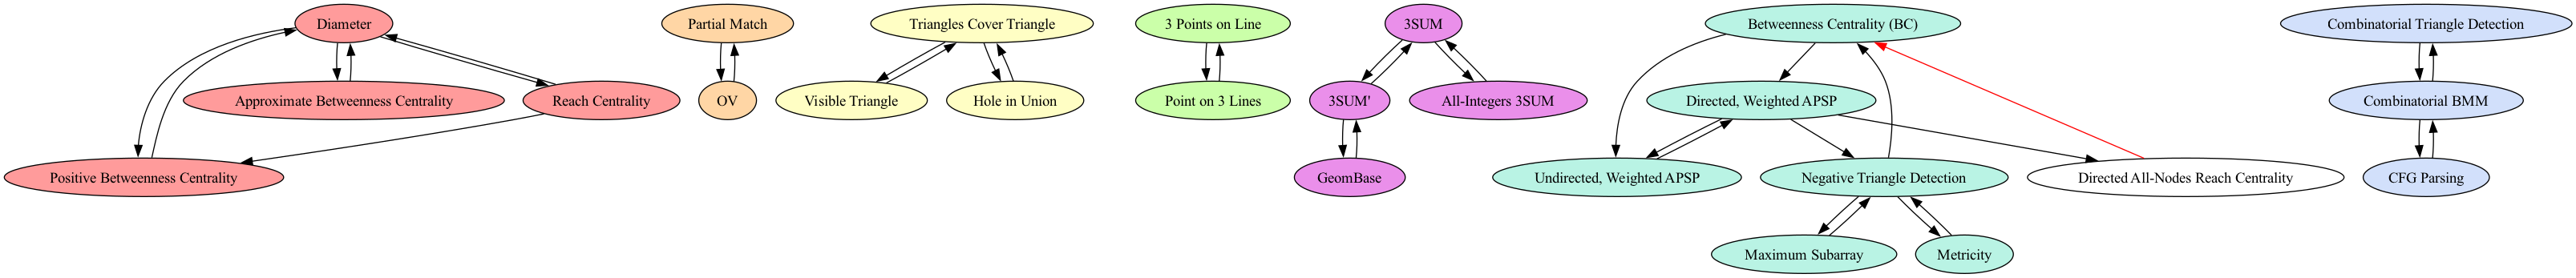 Diameter
Partial Match
Triangles Cover Triangle
3 Points on Line
3SUM
Betweenness Centrality (BC)
Combinatorial Triangle Detection
Approximate Betweenness Centrality
Reach Centrality
OV
Visible Triangle
Hole in Union
Point on 3 Lines
3SUM'
All-Integers 3SUM
Directed, Weighted APSP
Combinatorial BMM
Positive Betweenness Centrality
GeomBase
Undirected, Weighted APSP
Negative Triangle Detection
Directed All-Nodes Reach Centrality
CFG Parsing
Maximum Subarray
Metricity